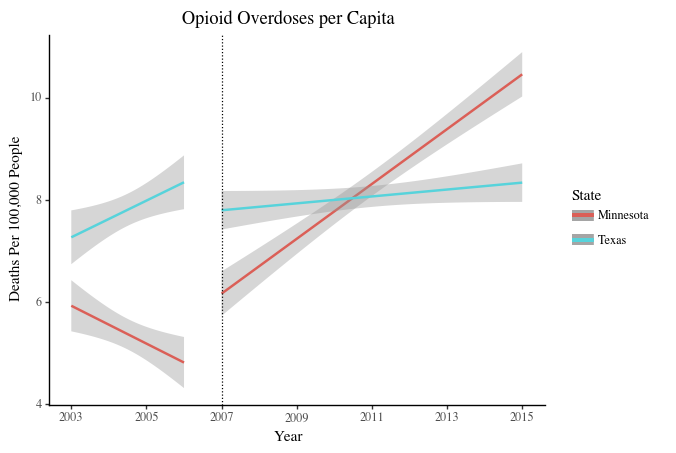 Opioid Overdoses per Capita
Deaths Per 100,000 People
10
8
6
4
2003 2005 2007 2009 2011 2013 2015
Year
State
Minnesota
Texas